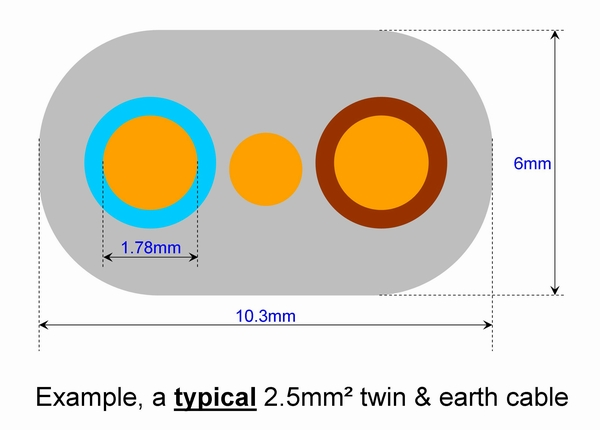 6mm
1.78mm
10.3mm
Example, a typical 2.5mm² twin & earth cable